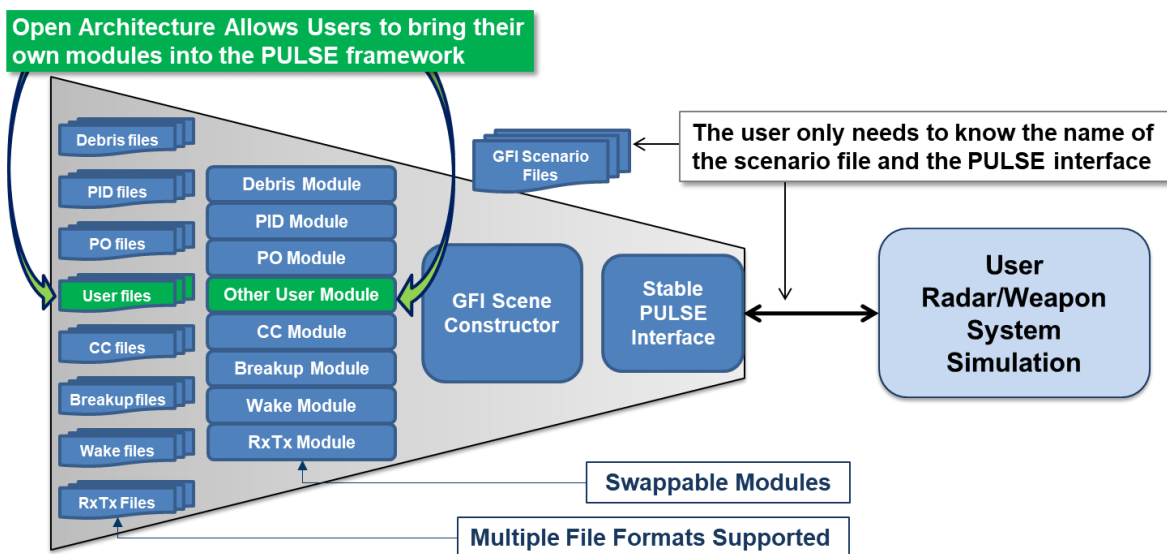 Open Architecture Allows Users to bring their
own modules into the PULSE framework
Debris files
PID files
PO files
User files
CC files
Breakup files
Wake files
RxTx Files
Debris Module
PID Module
PO Module
Other User Module
CC Module
Breakup Module
Wake Module
RxTx Module
GFI Scenario
Files
GFI Scene
Constructor
Stable
PULSE
Interface
The user only needs to know the name of
the scenario file and the PULSE interface
User
Radar/Weapon
System
Simulation
Swappable Modules
Multiple File Formats Supported